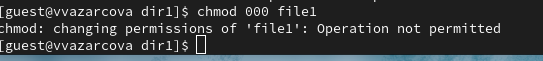 [guest@vvazarcova dir1]$ chmod 000 file1
chmod: changing permissions of 'file1': Operation not permitted
[guest@vvazarcova dir1]$